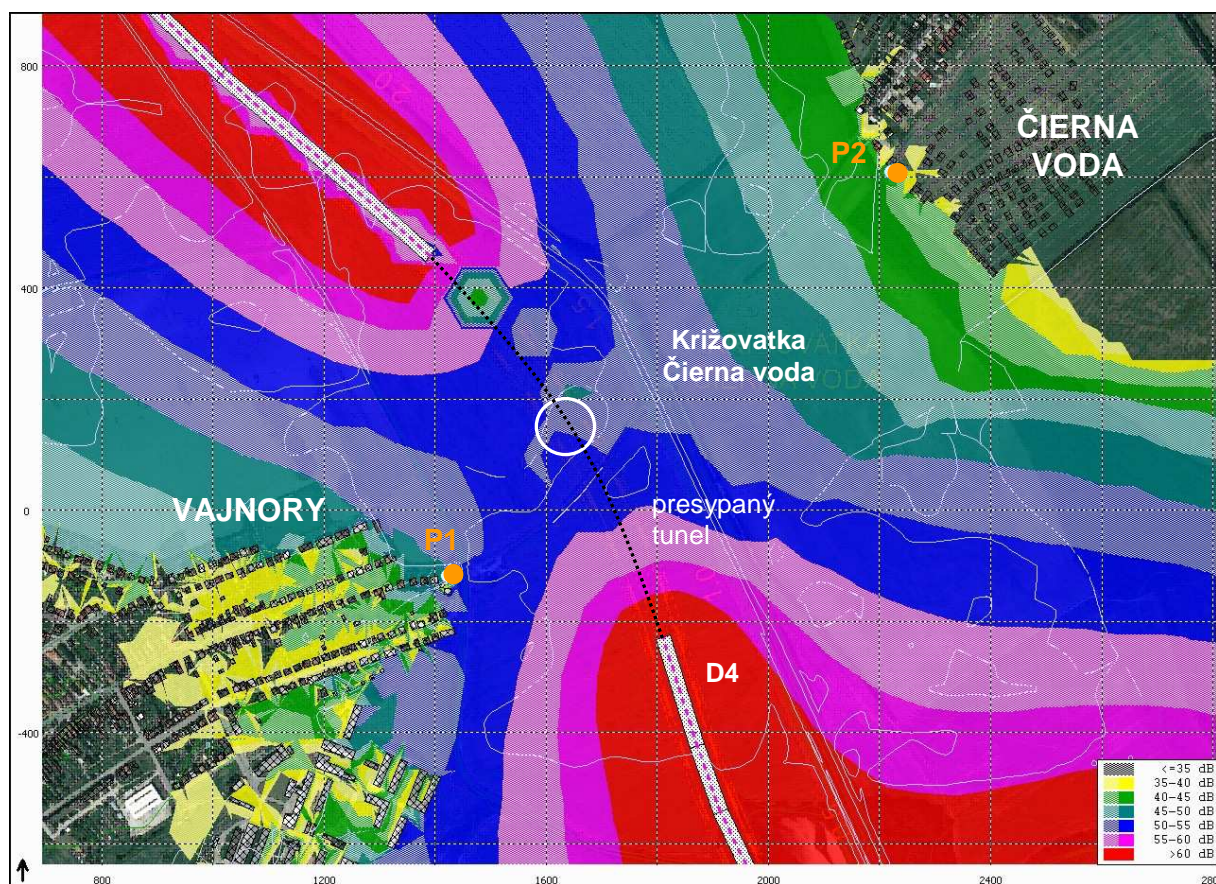 800
400
0
-400
800
1200
1600
2000
2400
2800
ČIERNA
VODA
P2
Križovatka
Čierna voda
VAJNORY
P1
presypaný
tunel
D4
<=35 dB
35-40 dB
40-45 dB
45-50 dB
50-55 dB
55-60 dB
>60 dB